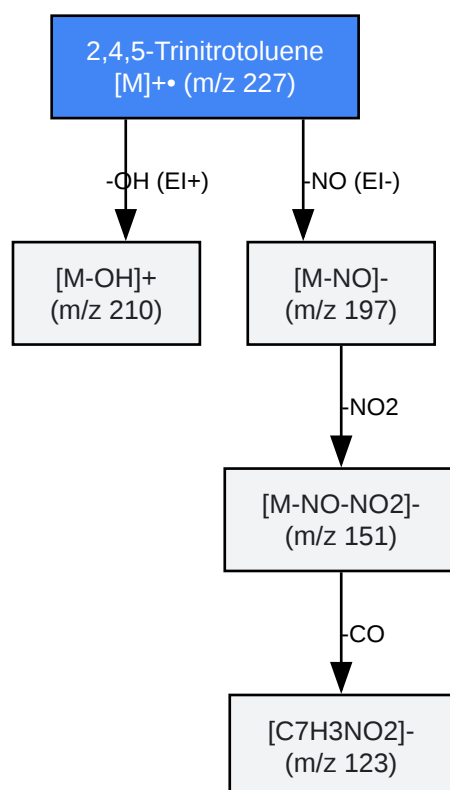 2,4,5-Trinitrotoluene
[M]+• (m/z 227)
-OH (EI+)
-NO (EI-)
[M-OH]+
(m/z 210)
[M-NO]-
(m/z 197)
-NO2
[M-NO-NO2]-
(m/z 151)
-CO
[C7H3NO2]-
(m/z 123)